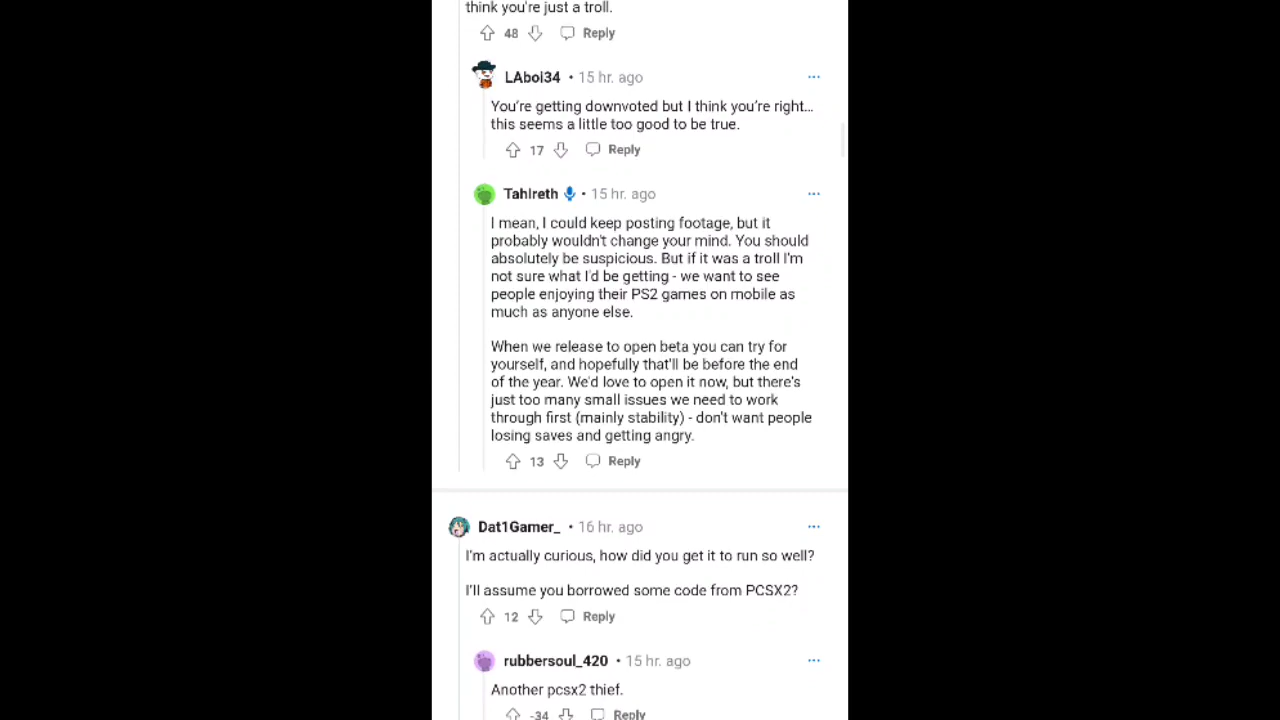 think you're just a troll.
48 Reply
LAboi34 • 15 hr. ago
You're getting downvoted but I think you're right...
this seems a little too good to be true.
17 Reply
Tahlreth • 15 hr. ago
I mean, I could keep posting footage, but it
probably wouldn't change your mind. You should
absolutely be suspicious. But if it was a troll I'm
not sure what I'd be getting - we want to see
people enjoying their PS2 games on mobile as
much as anyone else.
When we release to open beta you can try for
yourself, and hopefully that'll be before the end
of the year. We'd love to open it now, but there's
just too many small issues we need to work
through first (mainly stability) - don't want people
losing saves and getting angry.
13 Reply
Dat1Gamer_ • 16 hr. ago
I'm actually curious, how did you get it to run so well?
I'll assume you borrowed some code from PCSX2?
12 Reply
rubbersoul_420 • 15 hr. ago
Another pcsx2 thief.
-34 Reply